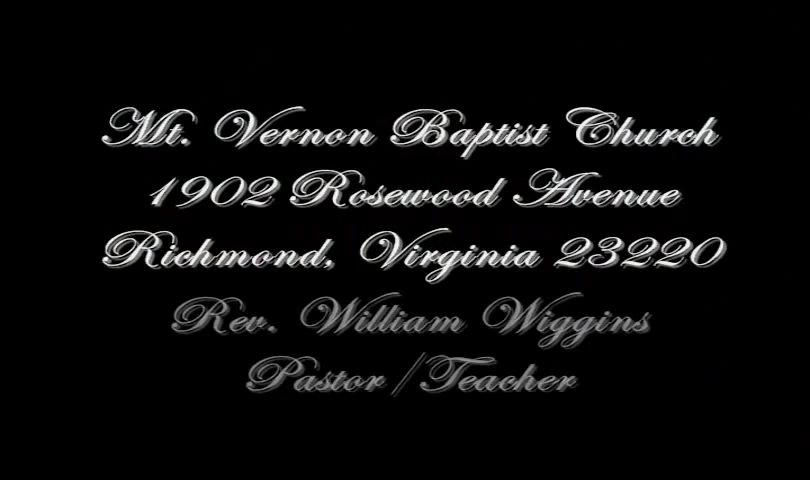 Mt. Vernon Baptist Church
1902 Rosewood Avenue
Richmond, Virginia 23220
Rev. William Wiggins
Pastor/Teacher